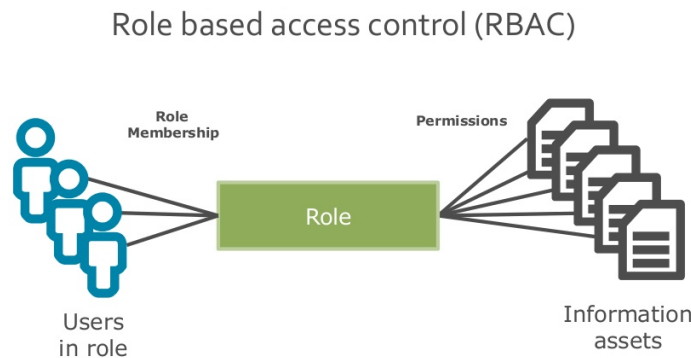 Role based access control (RBAC)
Role
Membership
Permissions
Role
Users
in role
Information
assets